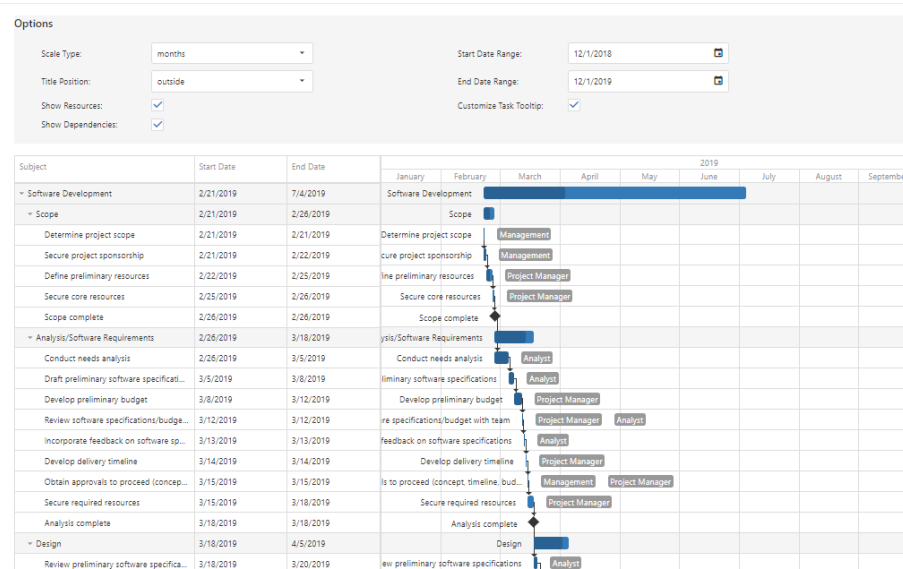 Options
Scale Type: months Start Date Range: 12/1/2018
Title Position: outside End Date Range: 12/1/2019
Show Resources: Customize Task Tooltip:
Show Dependencies:
Subject Start Date End Date 2019
January February March April May June July August Septembe
Software Development 2/21/2019 7/4/2019 Software Development
Scope 2/21/2019 2/26/2019 Scope
Determine project scope 2/21/2019 2/21/2019 Determine project scope Management
Secure project sponsorship 2/21/2019 2/22/2019 cure project sponsorship Management
Define preliminary resources 2/22/2019 2/25/2019 ine preliminary resources Project Manager
Secure core resources 2/25/2019 2/26/2019 Secure core resources Project Manager
Scope complete 2/26/2019 2/26/2019 Scope complete
Analysis/Software Requirements 2/26/2019 3/18/2019 ysis/Software Requirements
Conduct needs analysis 2/26/2019 3/5/2019 Conduct needs analysis Analyst
Draft preliminary software specificati... 3/5/2019 3/8/2019 liminary software specifications Analyst
Develop preliminary budget 3/8/2019 3/12/2019 Develop preliminary budget Project Manager
Review software specifications/budge... 3/12/2019 3/12/2019 re specifications/budget with team Project Manager Analyst
Incorporate feedback on software sp... 3/13/2019 3/13/2019 feedback on software specifications Analyst
Develop delivery timeline 3/14/2019 3/14/2019 Develop delivery timeline Project Manager
Obtain approvals to proceed (concep... 3/15/2019 3/15/2019 ls to proceed (concept, timeline, bud... Management Project Manager
Secure required resources 3/15/2019 3/18/2019 Secure required resources Project Manager
Analysis complete 3/18/2019 3/18/2019 Analysis complete
Design 3/18/2019 4/5/2019 Design
Review preliminary software specifica... 3/18/2019 3/20/2019 ew preliminary software specifications Analyst